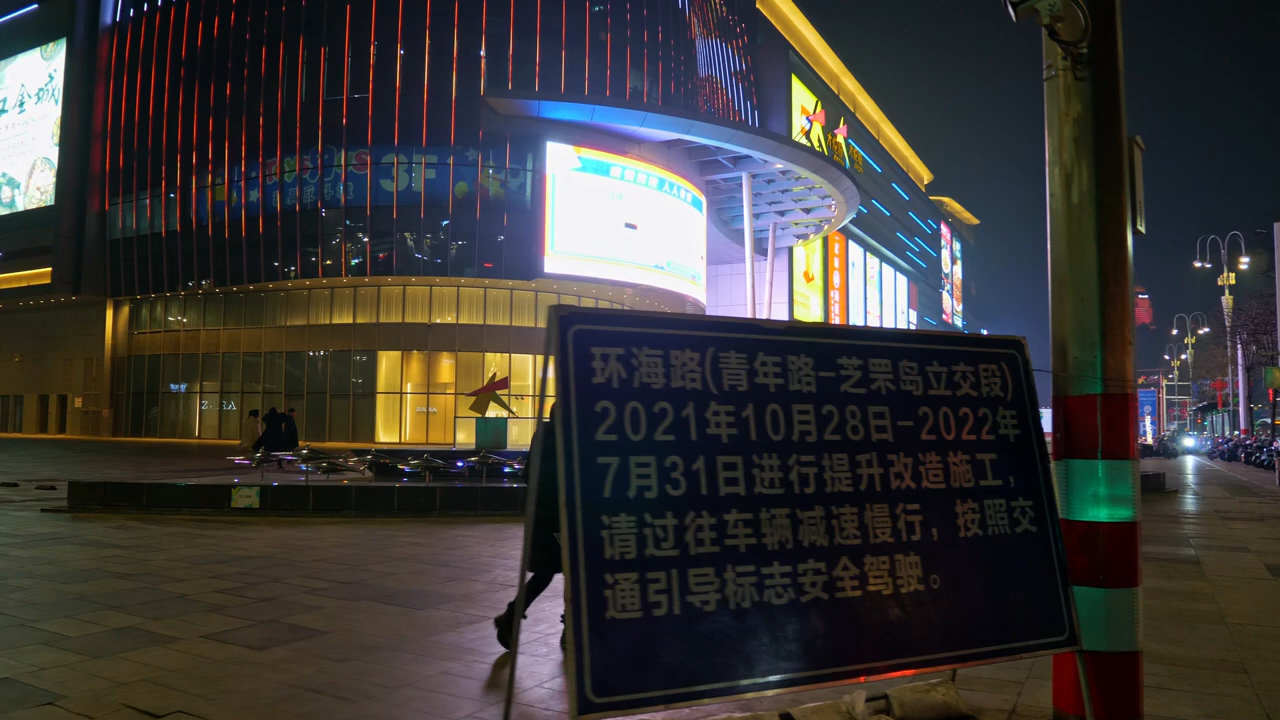 金城
3F
ZARA
ZARA
环海路(青年路-芝罘岛立交段)
2021年10月28日-2022年
7月31日进行提升改造施工，
请过往车辆减速慢行，按照交
通引导标志安全驾驶。